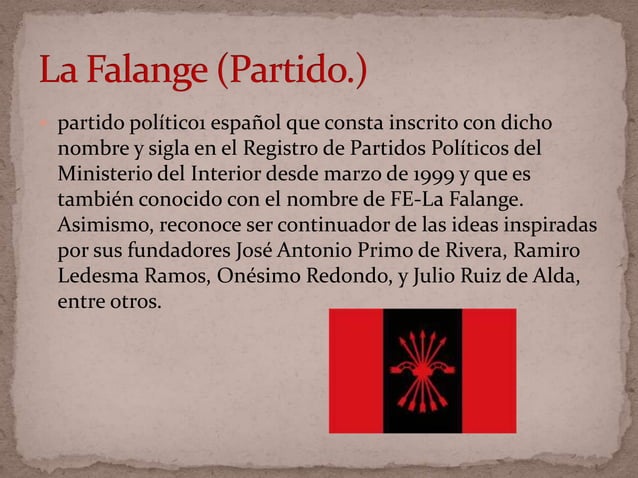 La Falange (Partido.)
partido político1 español que consta inscrito con dicho
nombre y sigla en el Registro de Partidos Políticos del
Ministerio del Interior desde marzo de 1999 y que es
también conocido con el nombre de FE-La Falange.
Asimismo, reconoce ser continuador de las ideas inspiradas
por sus fundadores José Antonio Primo de Rivera, Ramiro
Ledesma Ramos, Onésimo Redondo, y Julio Ruiz de Alda,
entre otros.